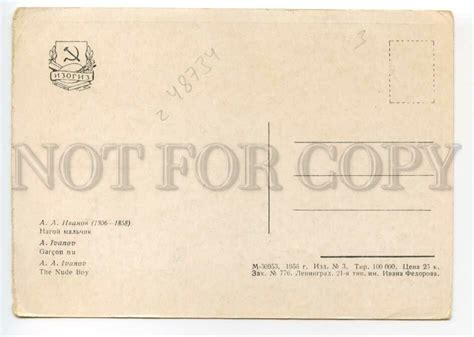 ИЗОГИЗ
г 48734
3
NOT FOR COPY
А. А. Иванов (1806—1858)
Нагой мальчик
A. Ivanov
Garçon nu
A. A. Ivanov
The Nude Boy
М-30953, 1956 г. Изд. № 3. Тир. 100 000. Цена 25 к.
Зак. № 776. Ленинград. 21-я тип. им. Ивана Федорова.